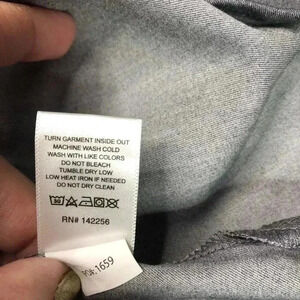 TURN GARMENT INSIDE OUT
MACHINE WASH COLD
WASH WITH LIKE COLORS
DO NOT BLEACH
TUMBLE DRY LOW
LOW HEAT IRON IF NEEDED
DO NOT DRY CLEAN
RN# 142256
PO#:1659